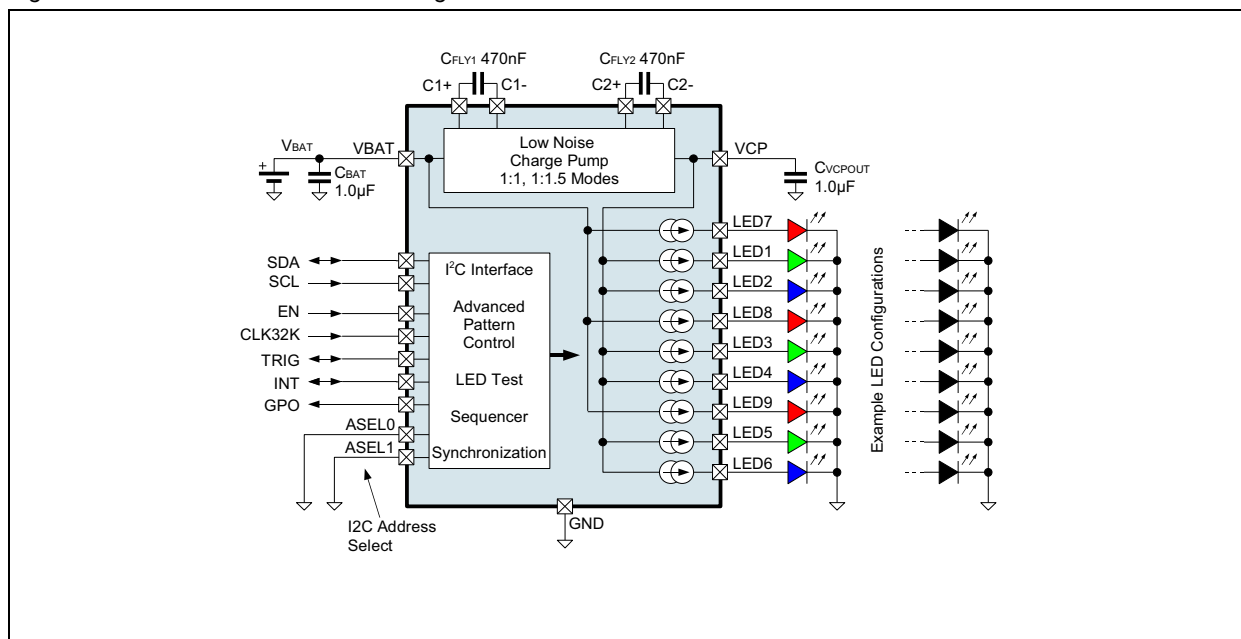 CFLY1 470nF
CFLY2 470nF
C1+
C1-
C2+
C2-
VBAT
VBAT
Low Noise
Charge Pump
1:1, 1:1.5 Modes
VCP
+
CBAT
1.0µF
CVCPOUT
1.0µF
LED7
LED1
LED2
LED8
LED3
LED4
LED9
LED5
LED6
SDA
SCL
EN
CLK32K
TRIG
INT
GPO
ASEL0
ASEL1
I²C Interface
Advanced
Pattern
Control
LED Test
Sequencer
Synchronization
Example LED Configurations
GND
I2C Address
Select